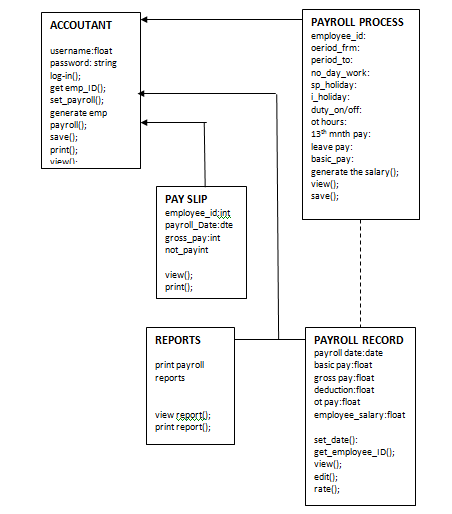 ACCOUTANT
username:float
password: string
log-in();
get emp_ID();
set_payroll();
generate emp
payroll();
save();
print();
view();
PAYROLL PROCESS
employee_id:
oeriod_frm:
period_to:
no_day_work:
sp_holiday:
i_holiday:
duty_on/off:
ot hours:
13th mnth pay:
leave pay:
basic_pay:
generate the salary();
view();
save();
PAY SLIP
employee_id:int
payroll_Date:dte
gross_pay:int
not_payint
view();
print();
REPORTS
print payroll
reports
view report();
print report();
PAYROLL RECORD
payroll date:date
basic pay:float
gross pay:float
deduction:float
ot pay:float
employee_salary:float
set_date():
get_employee_ID();
view();
edit();
rate();